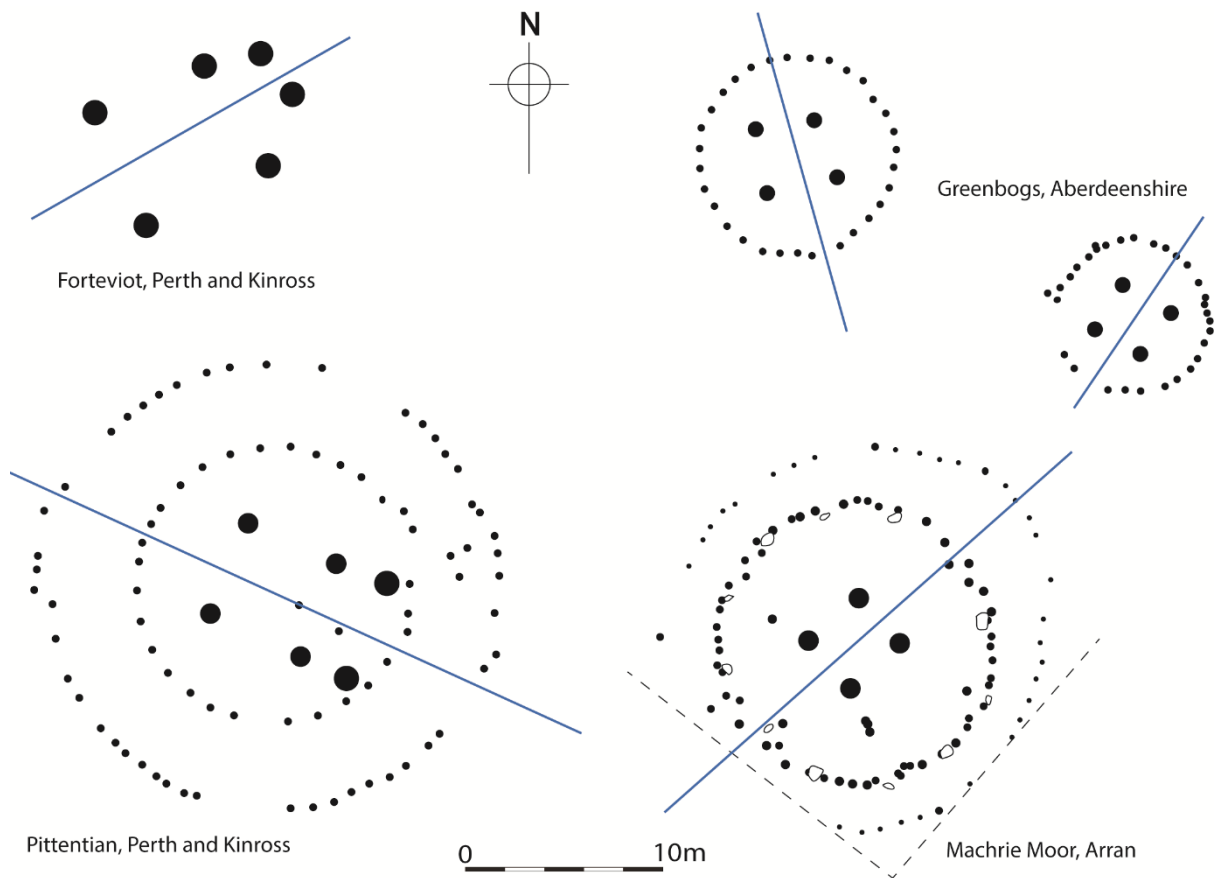 N
Forteviot, Perth and Kinross
Greenbogs, Aberdeenshire
Pittentian, Perth and Kinross
0 10m
Machrie Moor, Arran